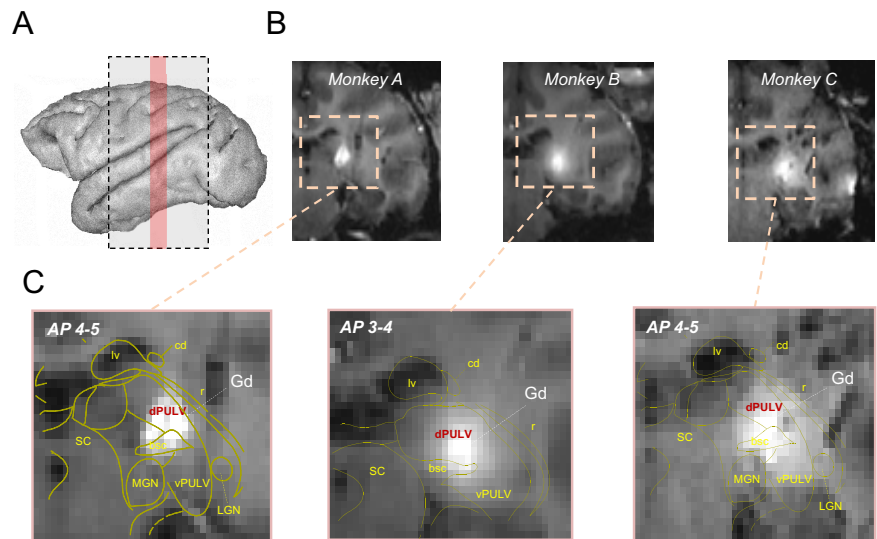 A
B
Monkey A
Monkey B
Monkey C
C
AP 4-5
lv
cd
r
Gd
dPULV
bsc
SC
MGN
vPULV
LGN
AP 3-4
cd
lv
Gd
dPULV
r
SC
bsc
vPULV
AP 4-5
lv
cd
r
Gd
dPULV
SC
bsc
MGN
vPULV
LGN